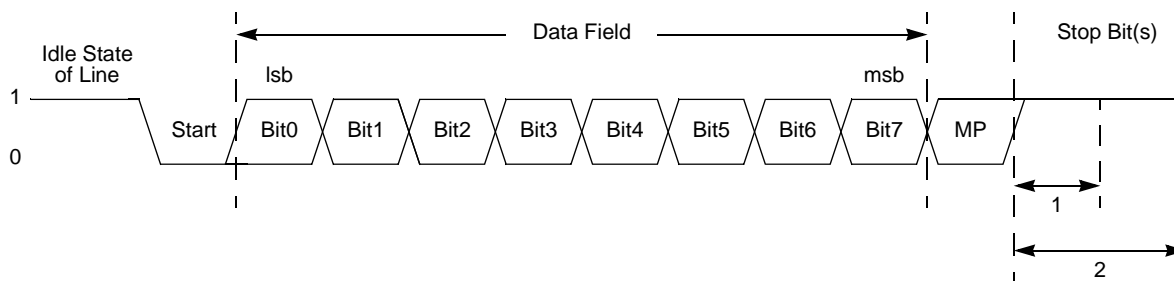 Data Field
Stop Bit(s)
Idle State
of Line
lsb
msb
1
Start
Bit0
Bit1
Bit2
Bit3
Bit4
Bit5
Bit6
Bit7
MP
0
1
2